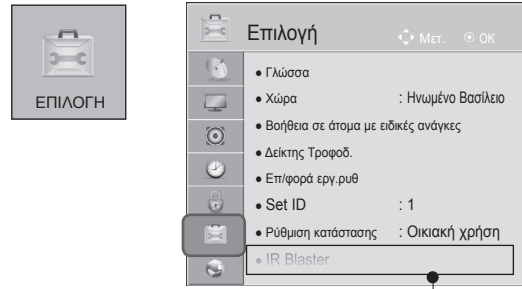 ΕΠΙΛΟΓΗ
Επιλογή
Μετ. OK
● Γλώσσα
● Χώρα : Ηνωμένο Βασίλειο
● Βοήθεια σε άτομα με ειδικές ανάγκες
● Δείκτης Τροφοδ.
● Επ/φορά εργ.ρυθ
● Set ID : 1
● Ρύθμιση κατάστασης : Οικιακή χρήση
● IR Blaster